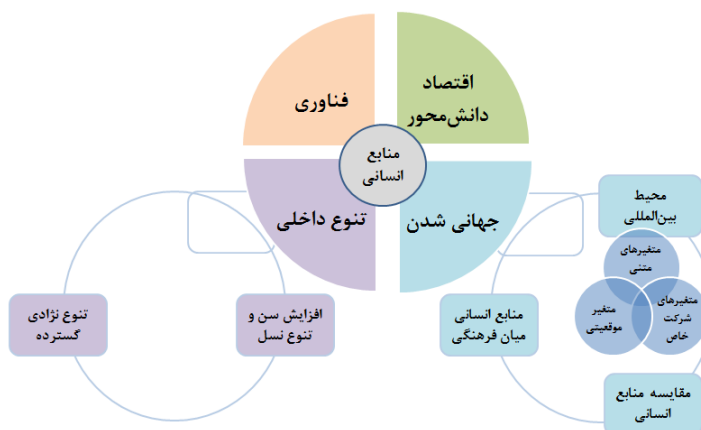 فناوری
اقتصاد
دانش‌محور
منابع
انسانی
تنوع داخلی
جهانی شدن
محیط
بین‌المللی
متغیرهای
متنی
متغیر
موقعیتی
متغیرهای
شرکت
خاص
منابع انسانی
میان فرهنگی
مقایسه منابع
انسانی
افزایش سن و
تنوع نسل
تنوع نژادی
گسترده